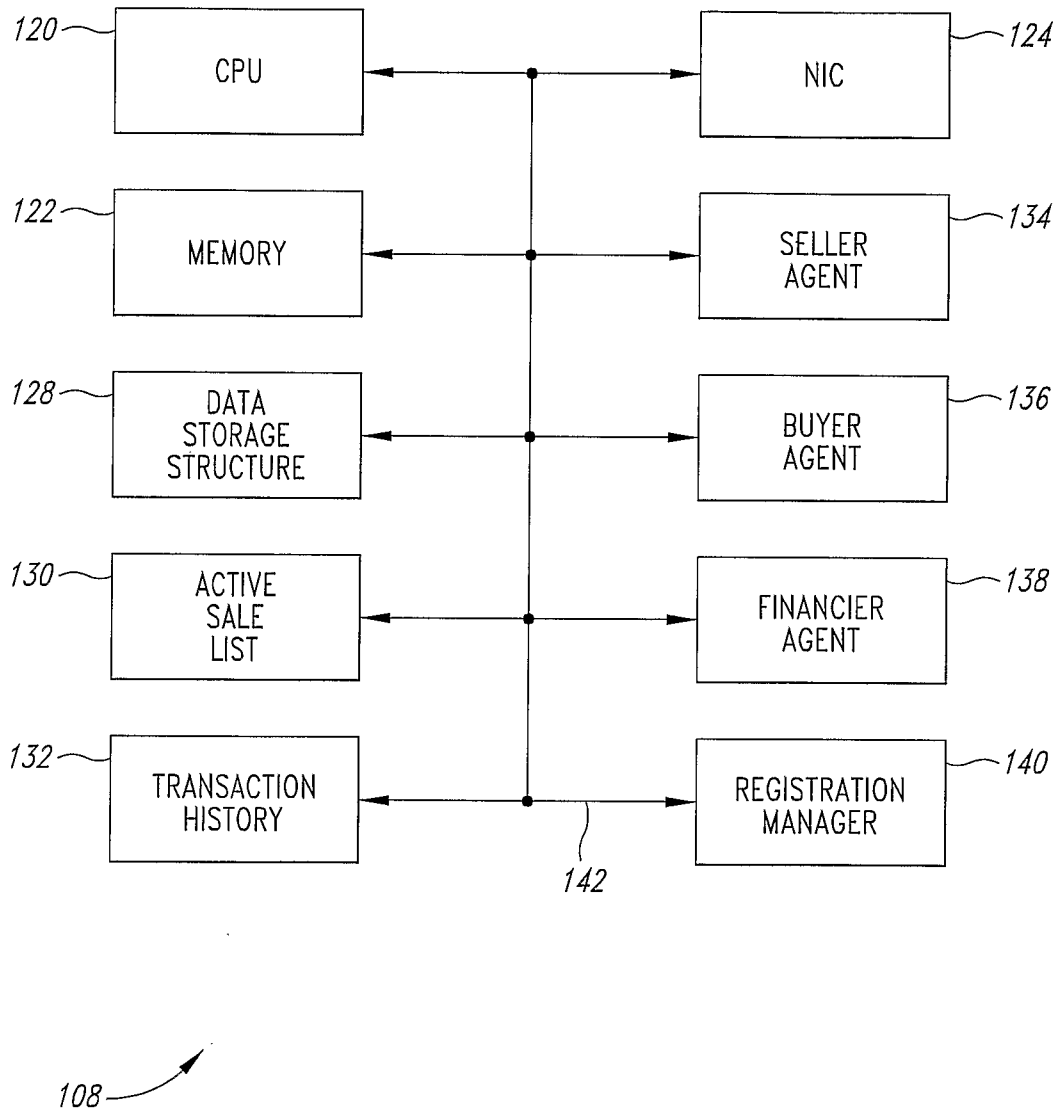 120
CPU
NIC
124
122
MEMORY
SELLER
AGENT
134
128
DATA
STORAGE
STRUCTURE
BUYER
AGENT
136
130
ACTIVE
SALE
LIST
FINANCIER
AGENT
138
132
TRANSACTION
HISTORY
REGISTRATION
MANAGER
140
142
108